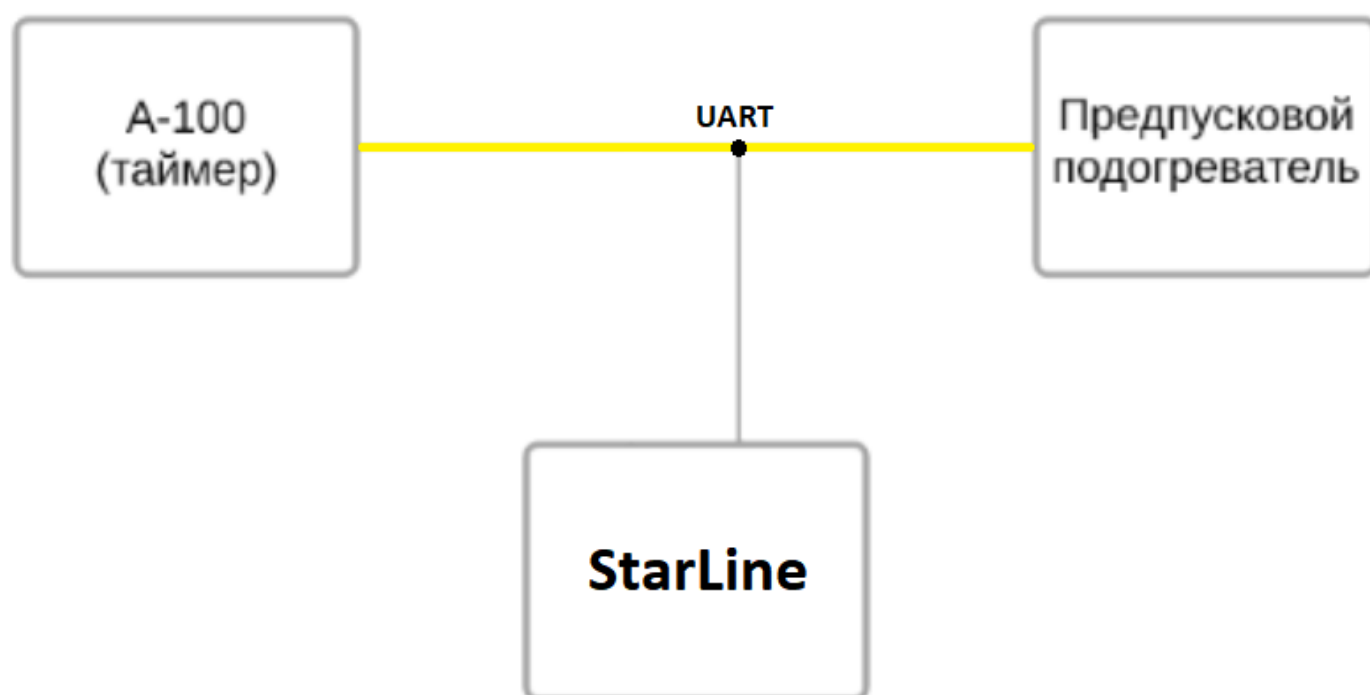 А-100
(таймер)
UART
Предпусковой
подогреватель
StarLine